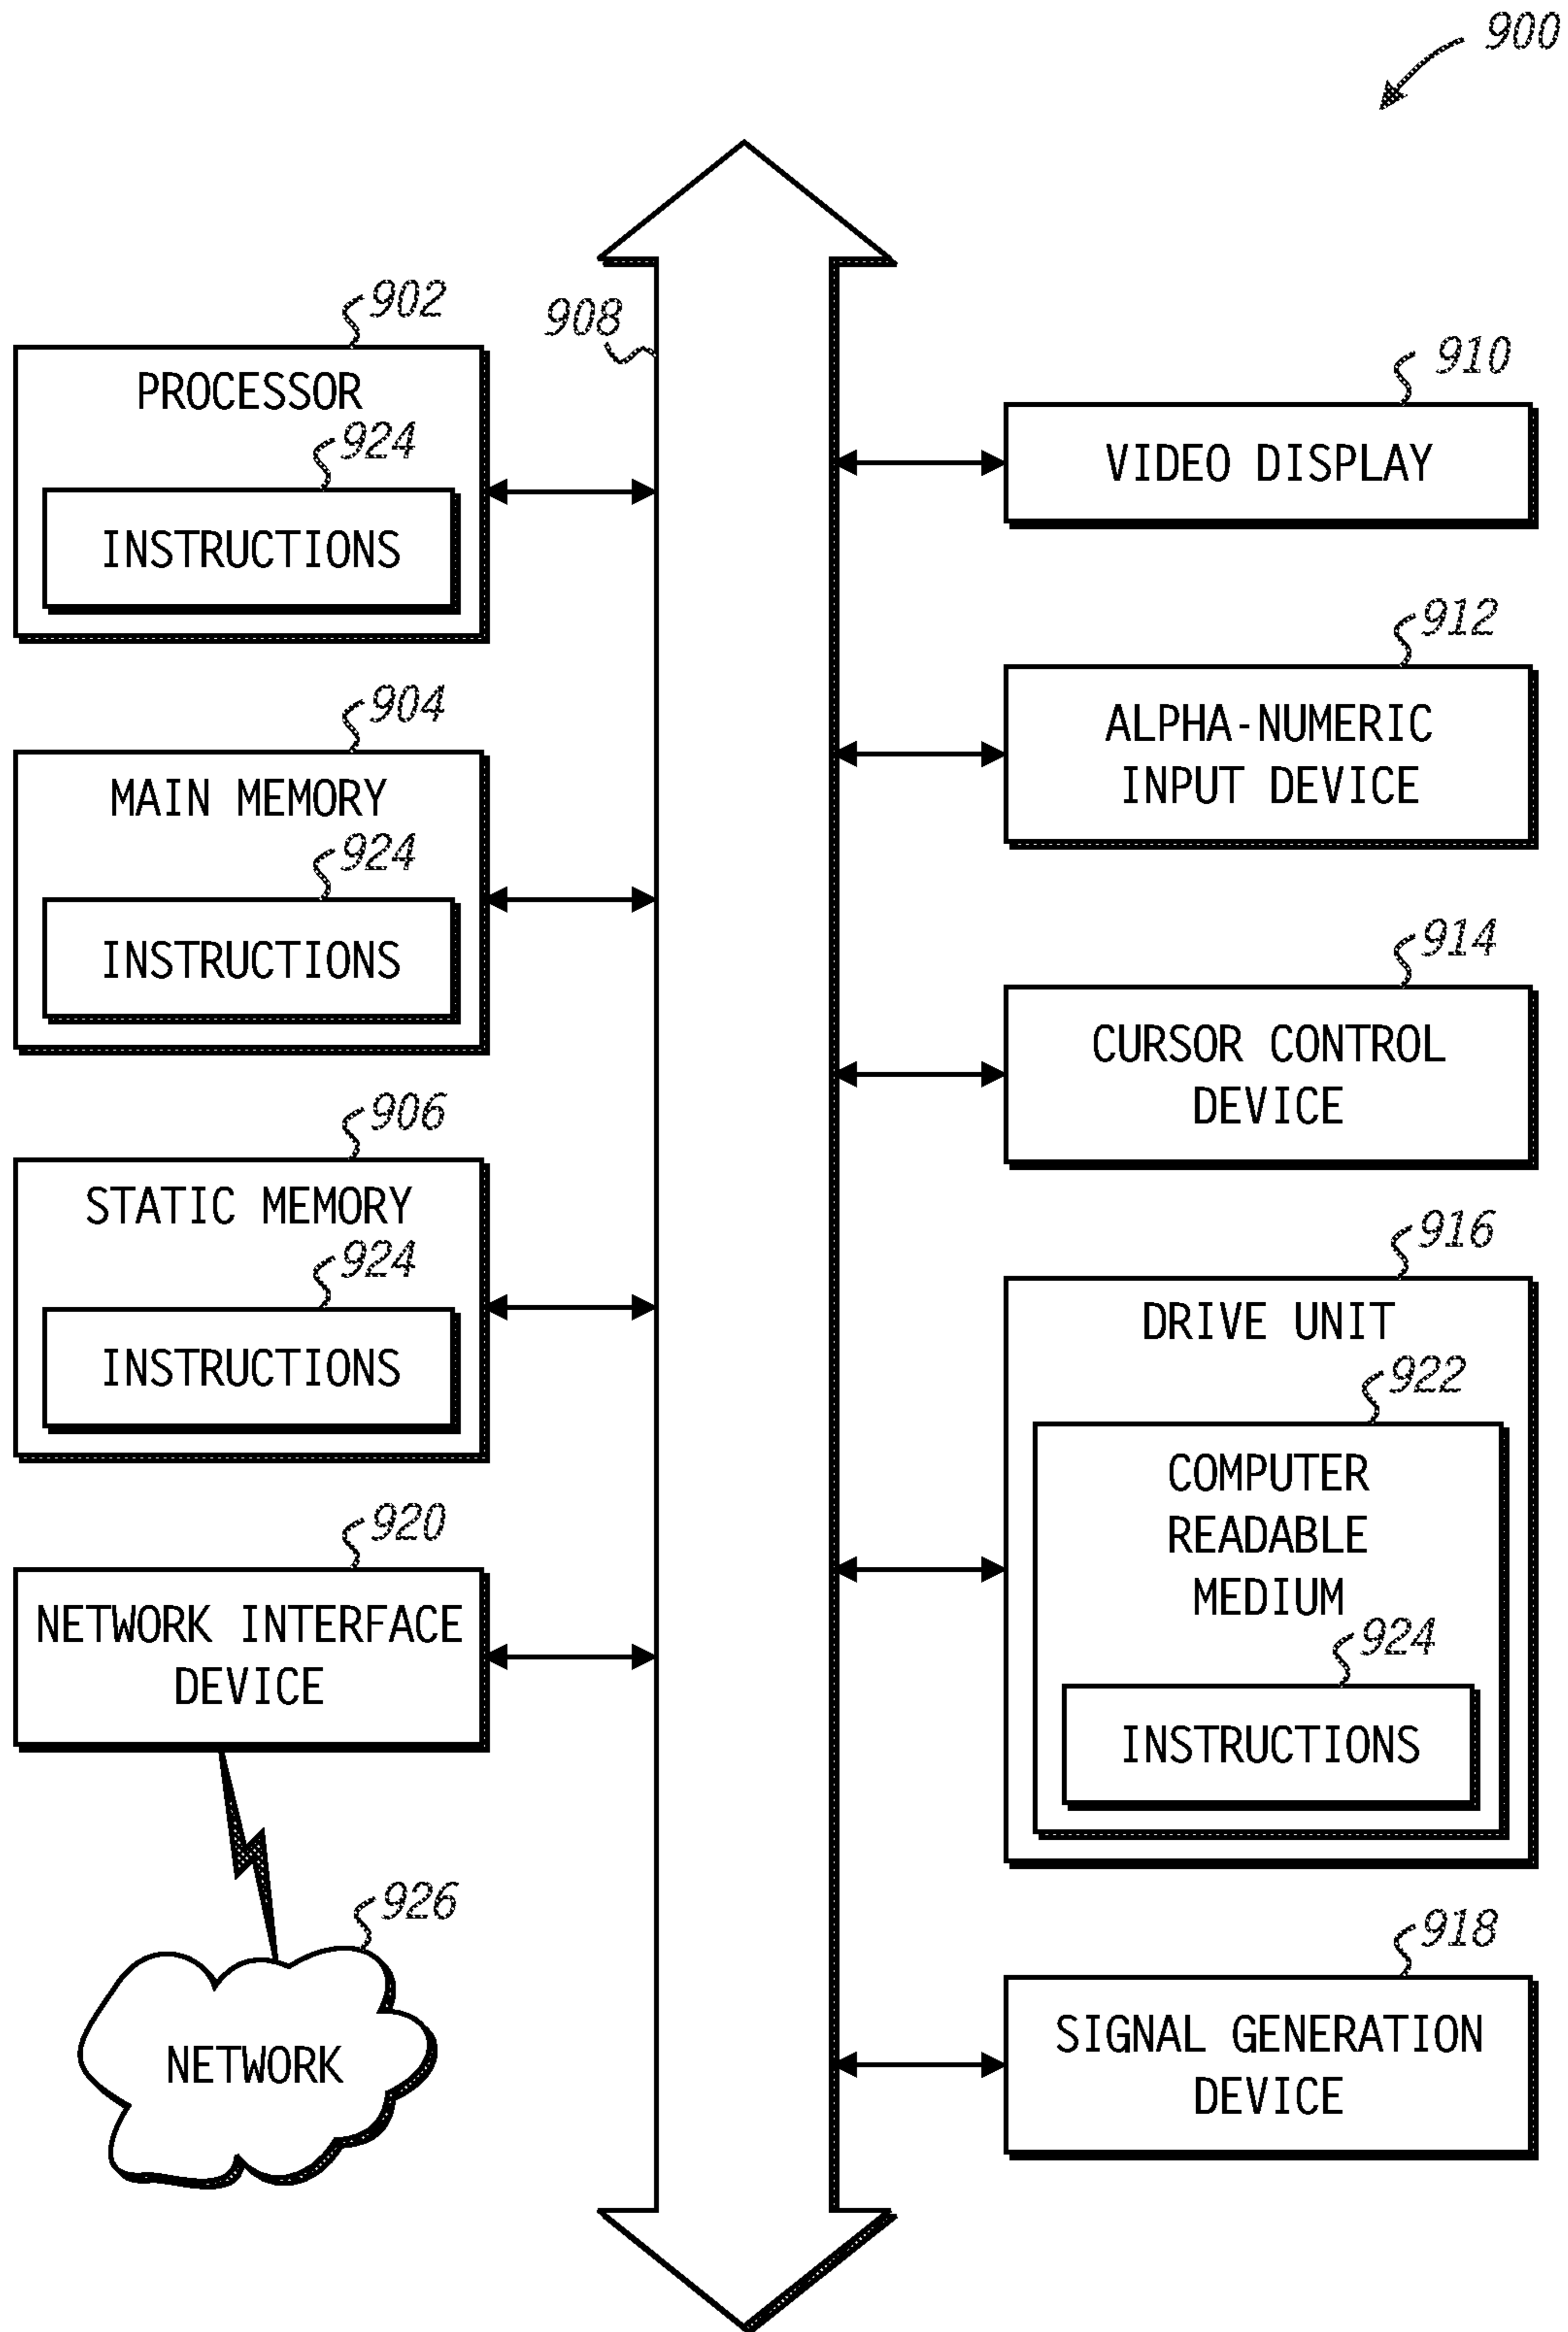 900
908
902
PROCESSOR
924
INSTRUCTIONS
904
MAIN MEMORY
924
INSTRUCTIONS
906
STATIC MEMORY
924
INSTRUCTIONS
920
NETWORK INTERFACE
DEVICE
926
NETWORK
910
VIDEO DISPLAY
912
ALPHA-NUMERIC
INPUT DEVICE
914
CURSOR CONTROL
DEVICE
916
DRIVE UNIT
922
COMPUTER
READABLE
MEDIUM
924
INSTRUCTIONS
918
SIGNAL GENERATION
DEVICE